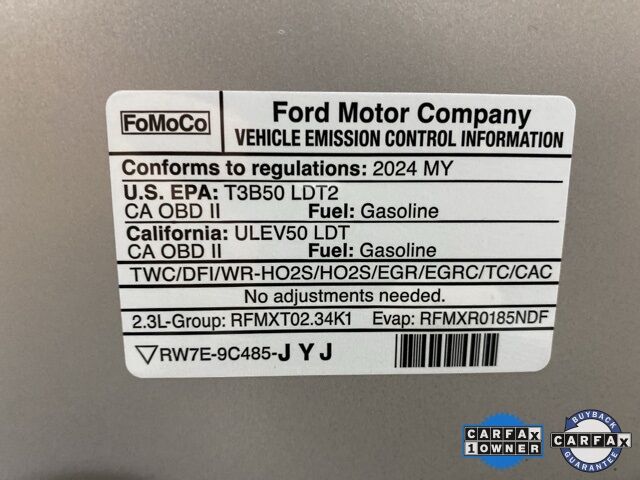 FoMoCo
Ford Motor Company
VEHICLE EMISSION CONTROL INFORMATION
Conforms to regulations: 2024 MY
U.S. EPA: T3B50 LDT2
CA OBD II Fuel: Gasoline
California: ULEV50 LDT
CA OBD II Fuel: Gasoline
TWC/DFI/WR-HO2S/HO2S/EGR/EGRC/TC/CAC
No adjustments needed.
2.3L-Group: RFMXT02.34K1 Evap: RFMXR0185NDF
RW7E-9C485-J Y J
CARFAX
1 OWNER
BUYBACK
CARFAX
GUARANTEE